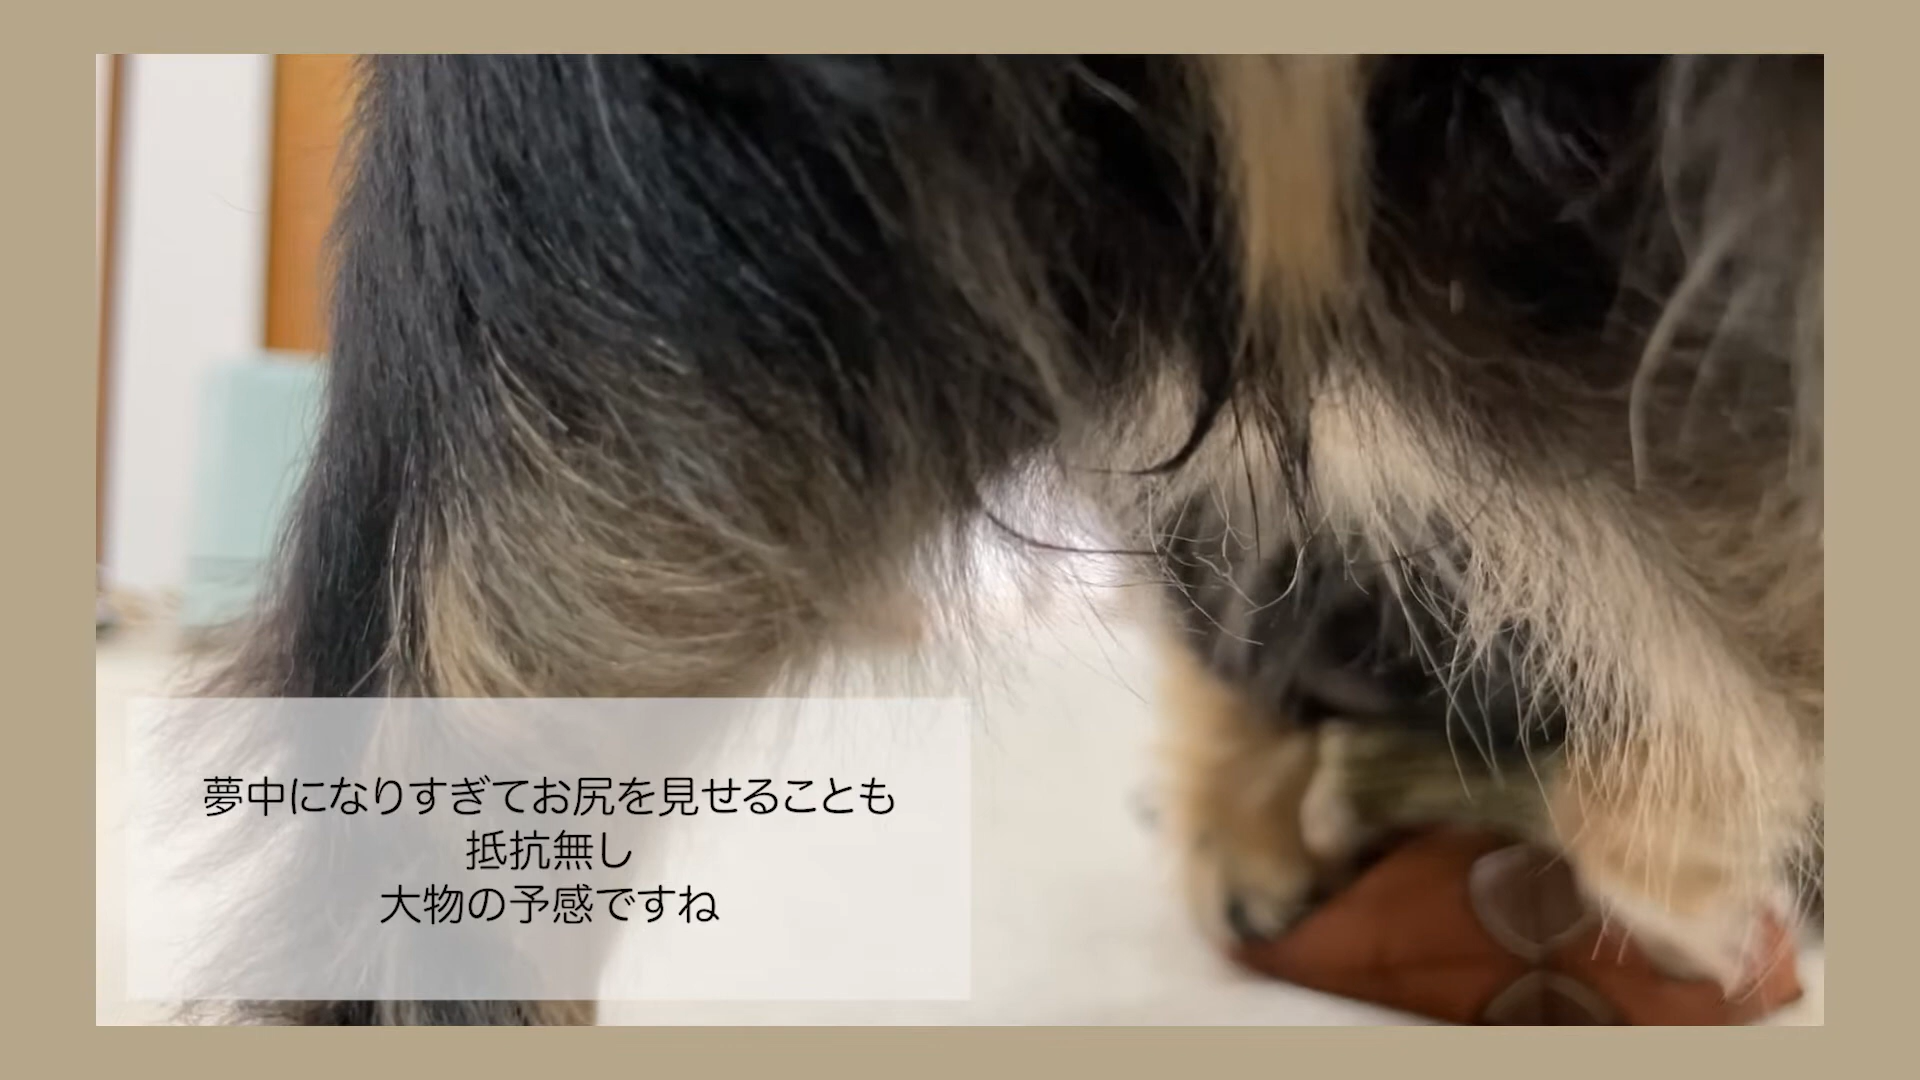 夢中になりすぎてお尻を見せることも
抵抗無し
大物の予感ですね